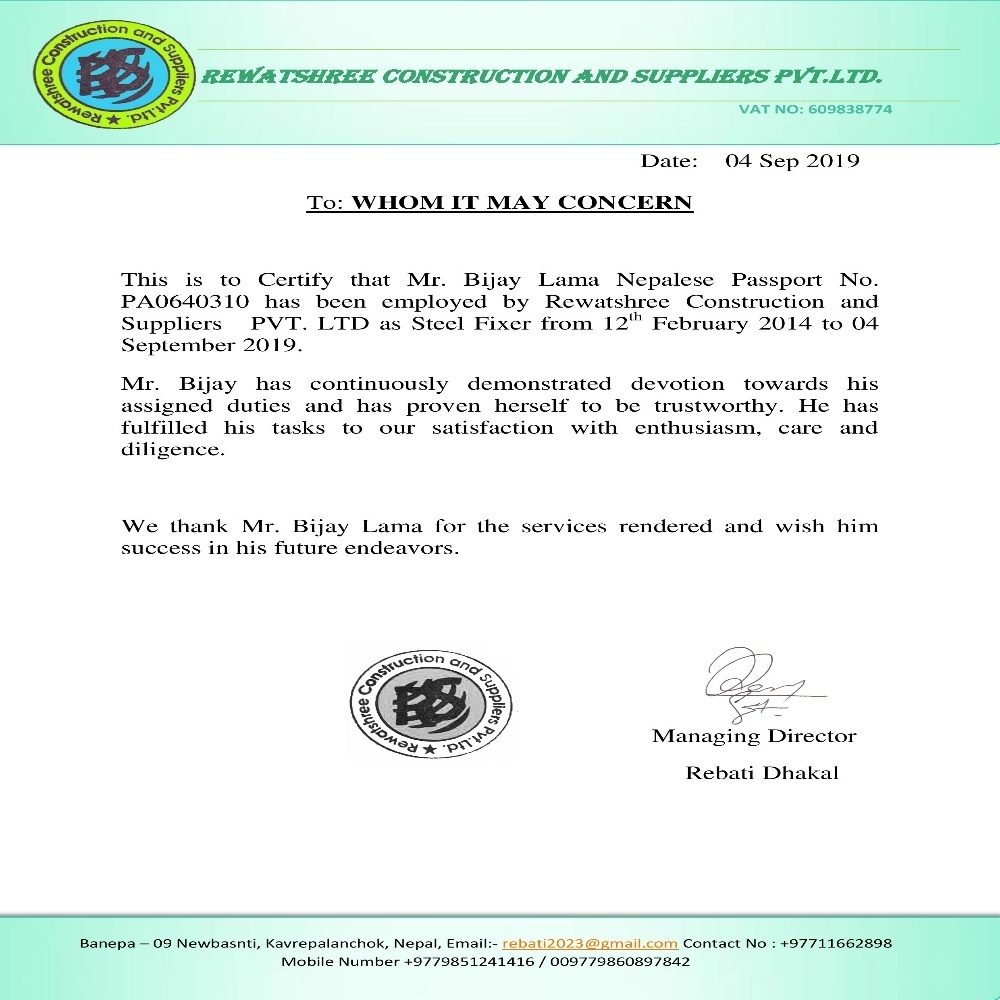 Rewatshree Construction and Suppliers Pvt.Ltd.
REWATSHREE CONSTRUCTION AND SUPPLIERS PVT.LTD.
VAT NO: 609838774
Date: 04 Sep 2019
To: WHOM IT MAY CONCERN
This is to Certify that Mr. Bijay Lama Nepalese Passport No.
PA0640310 has been employed by Rewatshree Construction and
Suppliers PVT. LTD as Steel Fixer from 12th February 2014 to 04
September 2019.
Mr. Bijay has continuously demonstrated devotion towards his
assigned duties and has proven herself to be trustworthy. He has
fulfilled his tasks to our satisfaction with enthusiasm, care and
diligence.
We thank Mr. Bijay Lama for the services rendered and wish him
success in his future endeavors.
Rewatshree Construction and Suppliers Pvt.Ltd.
Managing Director
Rebati Dhakal
Banepa – 09 Newbasnti, Kavrepalanchok, Nepal, Email:- rebati2023@gmail.com Contact No : +97711662898
Mobile Number +9779851241416 / 009779860897842